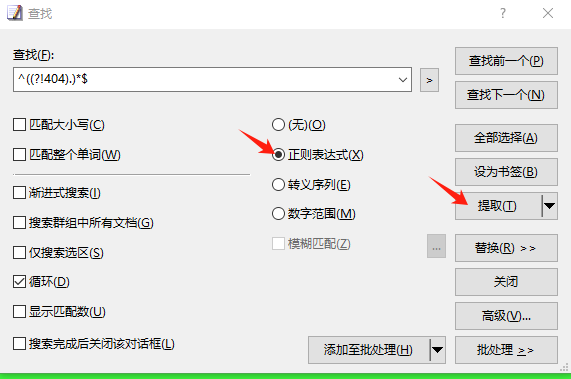 查找
查找(F):
^((?!404).)*$
>
查找前一个(P)
查找下一个(N)
匹配大小写(C)
(无)(O)
全部选择(A)
匹配整个单词(W)
正则表达式(X)
设为书签(B)
渐进式搜索(I)
转义序列(E)
提取(T)
搜索群组中所有文档(G)
数字范围(M)
仅搜索选区(S)
模糊匹配(Z)
...
替换(R) >>
循环(D)
关闭
显示匹配数(U)
高级(V)...
搜索完成后关闭该对话框(L)
添加至批处理(H)
批处理 >>